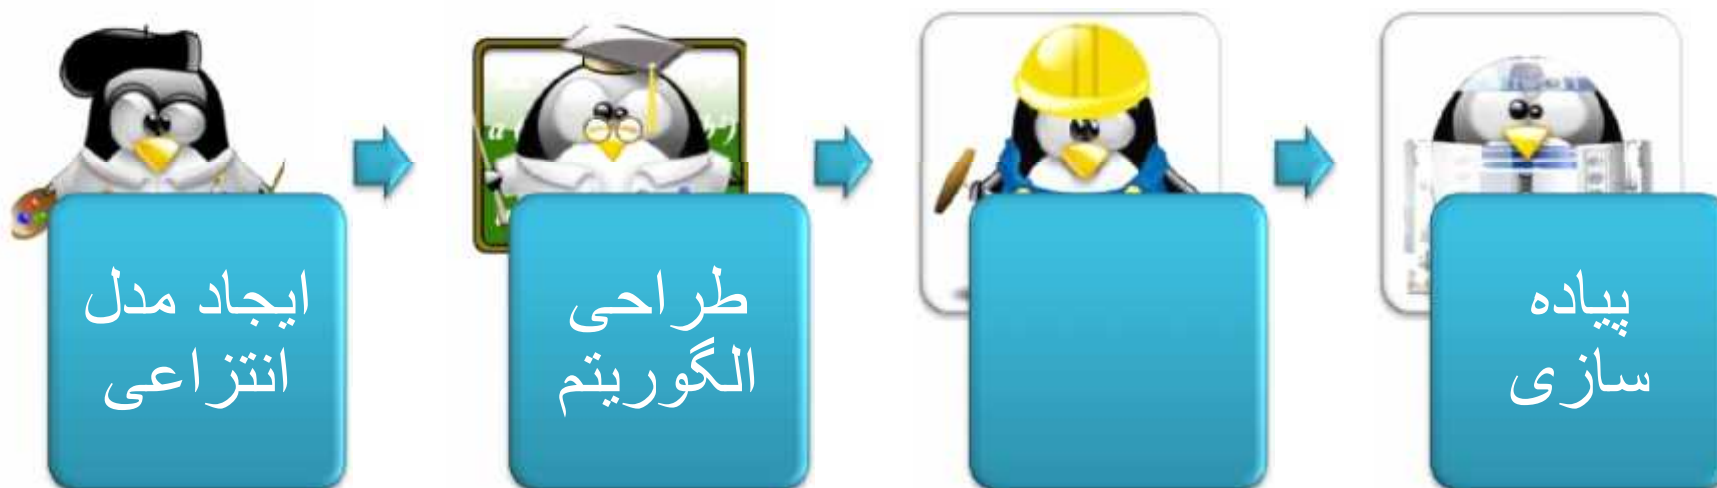 ایجاد مدل
انتزاعی
طراحی
الگوریتم
پیاده
سازی